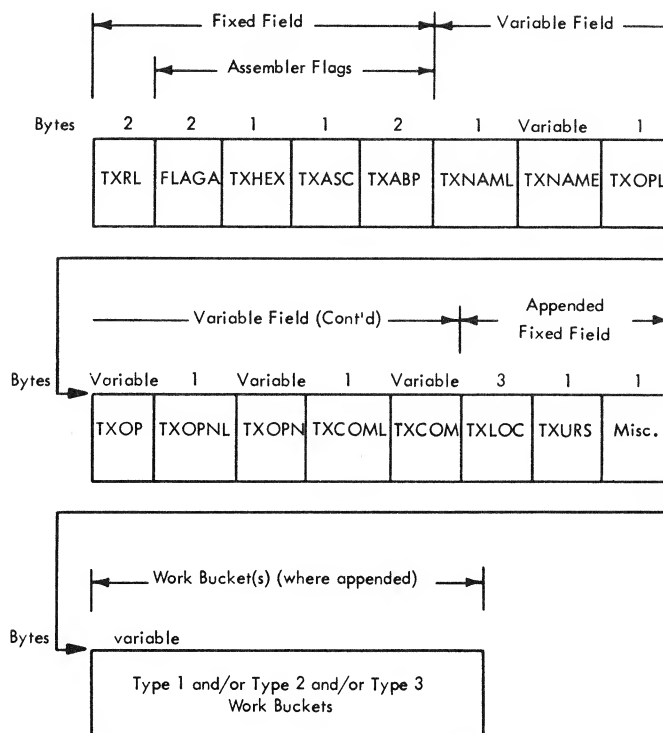 Fixed Field Variable Field
Assembler Flags
Bytes 2 2 1 1 2 1 Variable 1
TXRL FLAGA TXHEX TXASC TXABP TXNAML TXNAME TXOPL
Variable Field (Cont'd) Appended
Fixed Field
Bytes Variable 1 Variable 1 Variable 3 1 1
TXOP TXOPNL TXOPN TXCOML TXCOM TXLOC TXURS Misc.
Work Bucket(s) (where appended)
Bytes variable
Type 1 and/or Type 2 and/or Type 3
Work Buckets